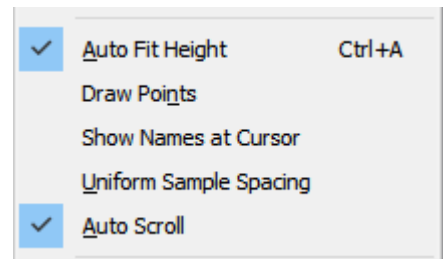 Auto Fit Height Ctrl+A
Draw Points
Show Names at Cursor
Uniform Sample Spacing
Auto Scroll